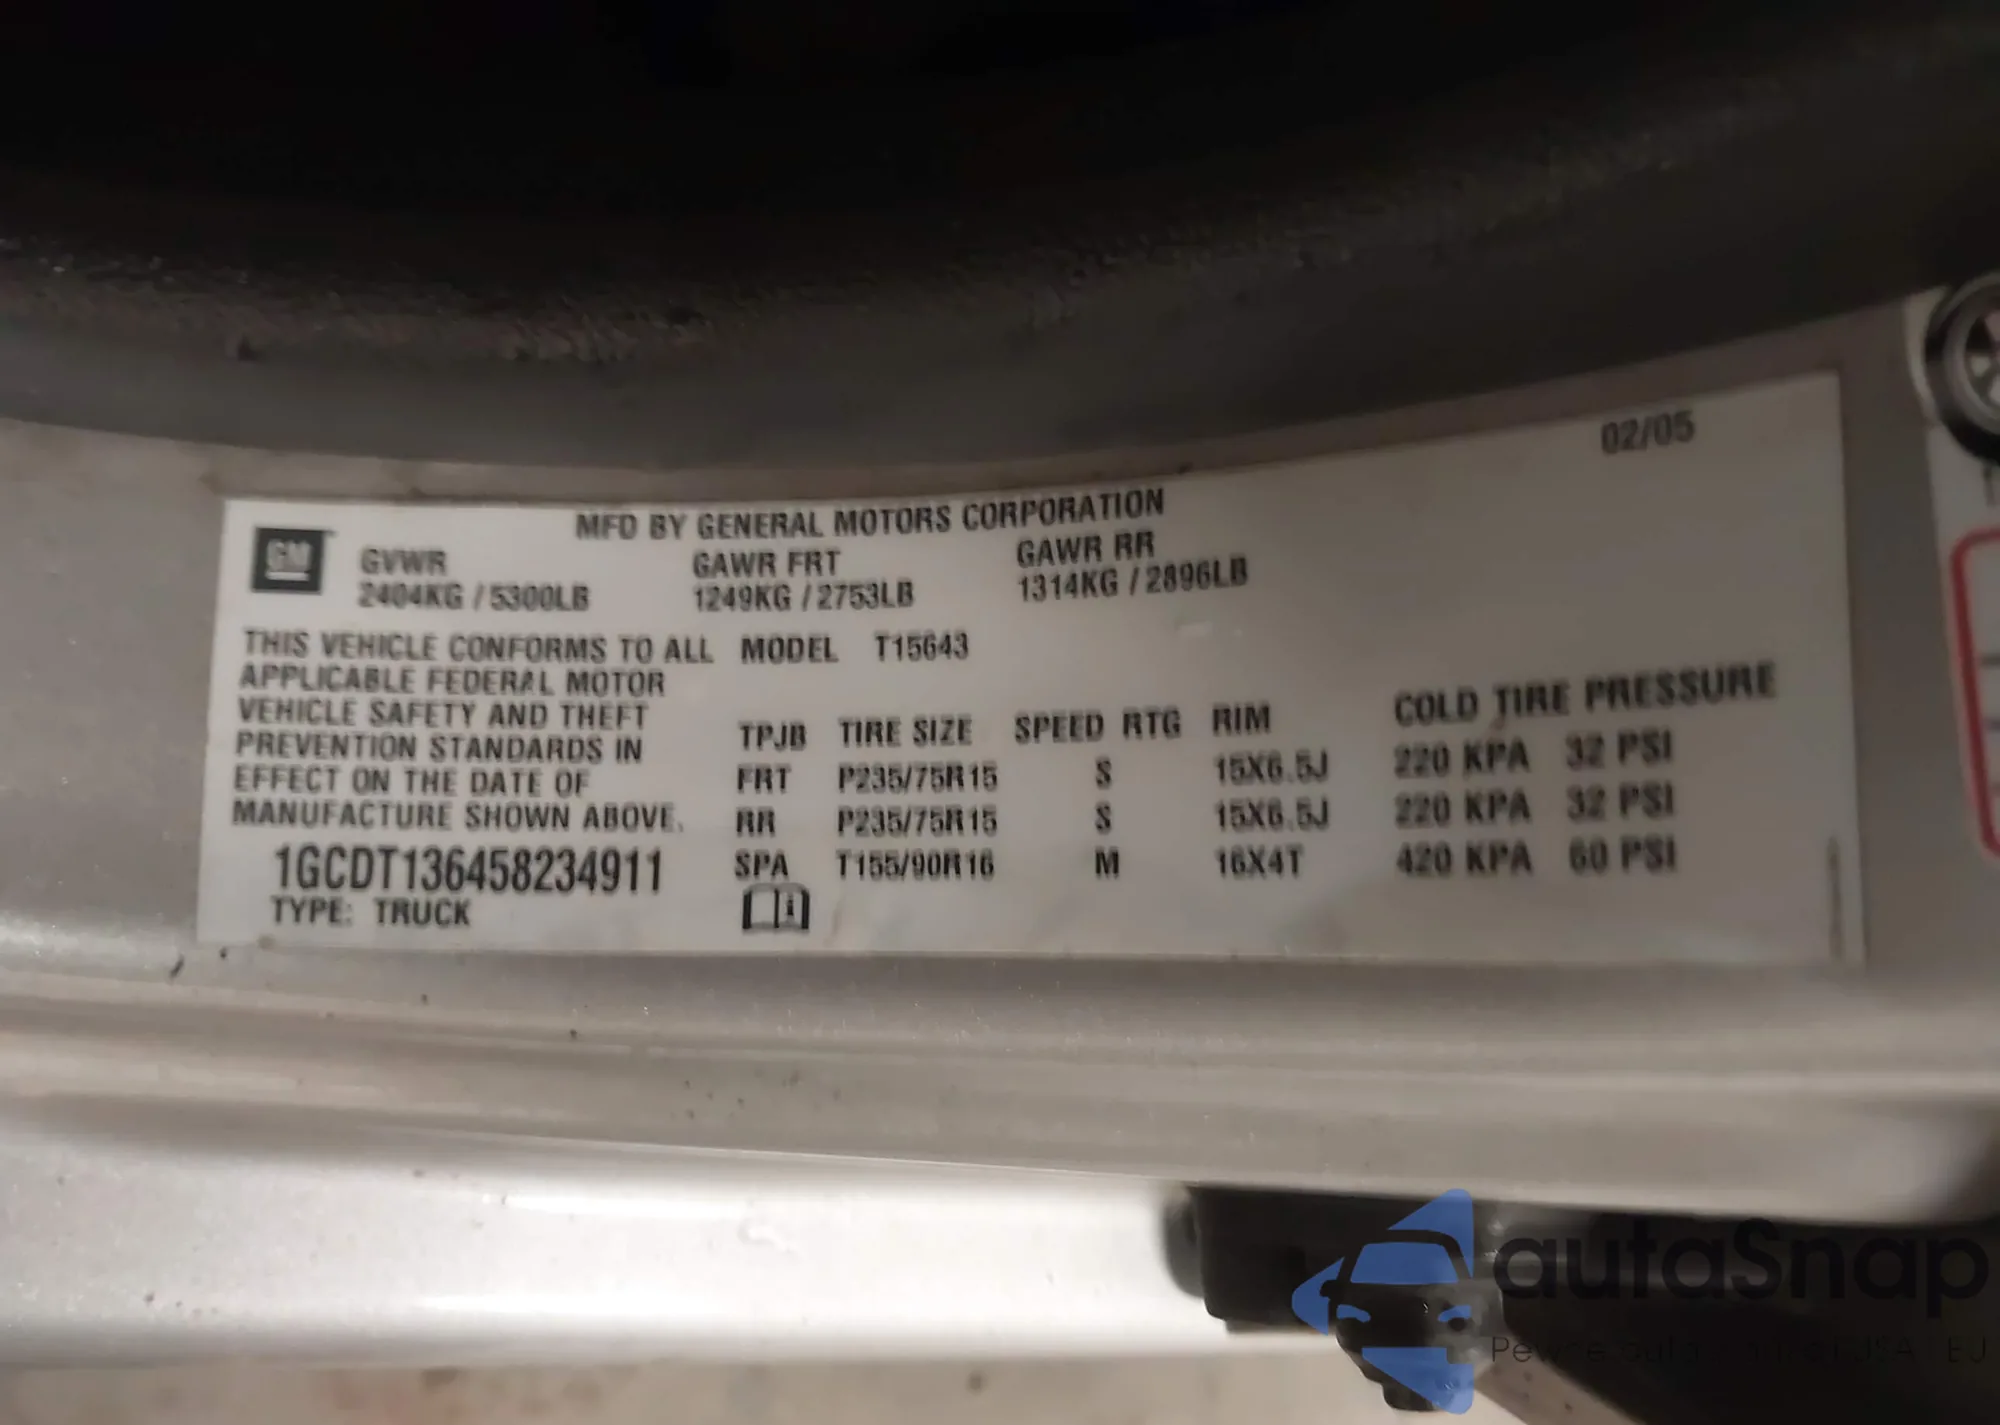 02/05
MFD BY GENERAL MOTORS CORPORATION
GM
GVWR GAWR FRT GAWR RR
2404KG / 5300LB 1249KG / 2753LB 1314KG / 2896LB
THIS VEHICLE CONFORMS TO ALL
APPLICABLE FEDERAL MOTOR
VEHICLE SAFETY AND THEFT
PREVENTION STANDARDS IN
EFFECT ON THE DATE OF
MANUFACTURE SHOWN ABOVE.
1GCDT136458234911
TYPE: TRUCK
MODEL T15643
TPJB TIRE SIZE SPEED RTG RIM COLD TIRE PRESSURE
FRT P235/75R15 S 15X6.5J 220 KPA 32 PSI
RR P235/75R15 S 15X6.5J 220 KPA 32 PSI
SPA T155/90R16 M 16X4T 420 KPA 60 PSI
autaSnap